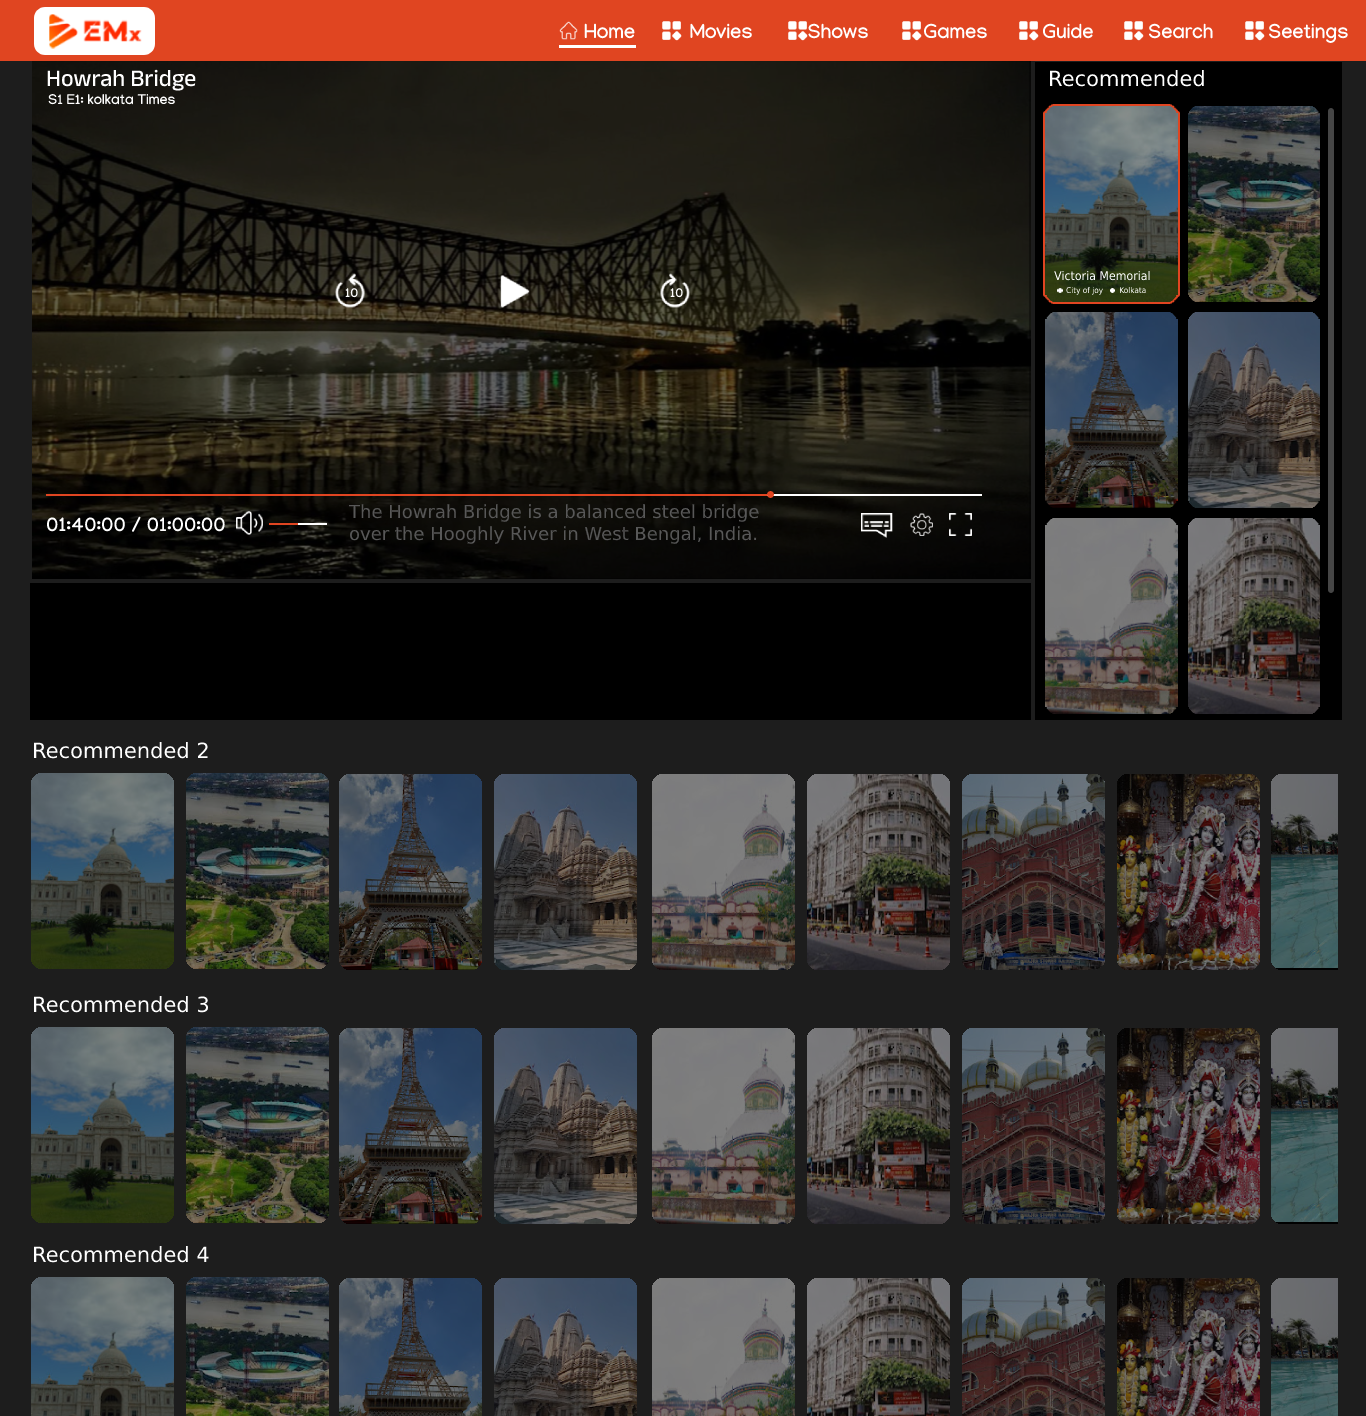 EMx
Home
Movies
Shows
Games
Guide
Search
Seetings
Howrah Bridge
S1 E1: kolkata Times
10
10
01:40:00 / 01:00:00
The Howrah Bridge is a balanced steel bridge
over the Hooghly River in West Bengal, India.
Recommended
Victoria Memorial
City of joy
Kolkata
Recommended 2
Recommended 3
Recommended 4